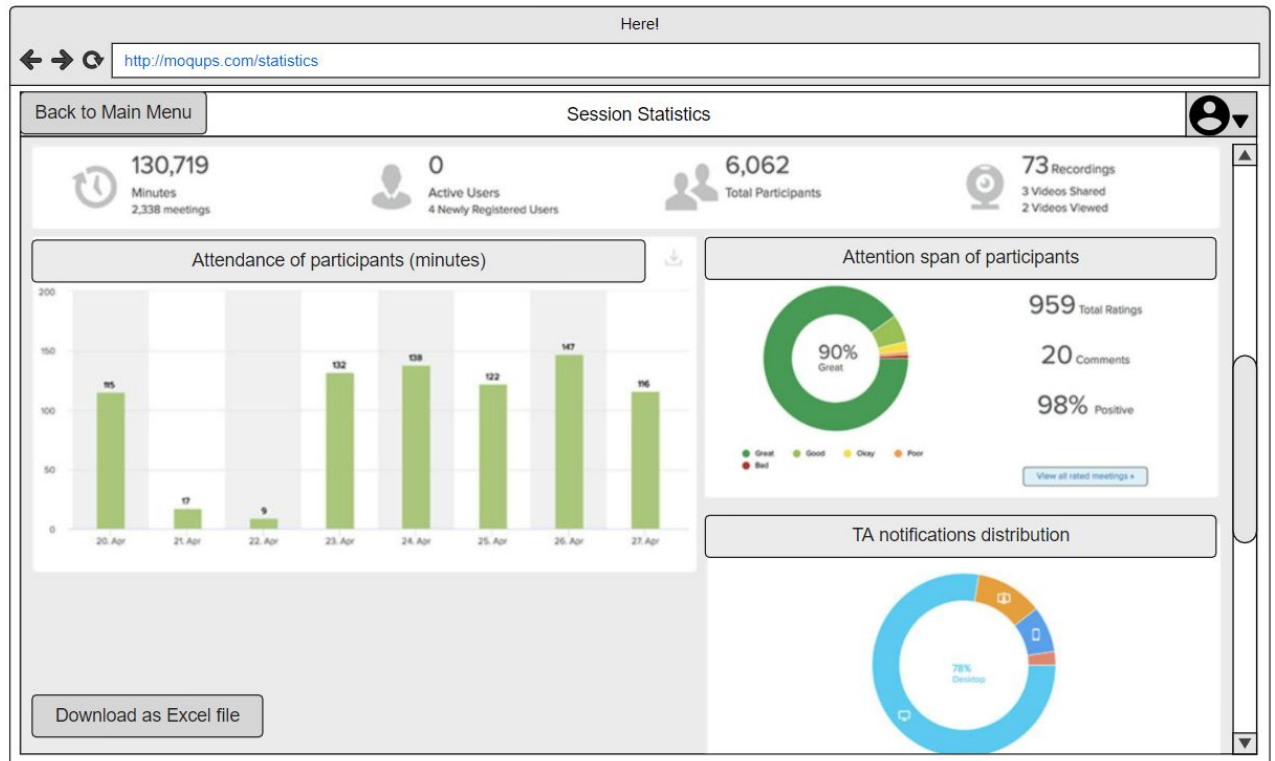 Here!
http://moqups.com/statistics
Back to Main Menu
Session Statistics
130,719
Minutes
2,338 meetings
0
Active Users
4 Newly Registered Users
6,062
Total Participants
73 Recordings
3 Videos Shared
2 Videos Viewed
Attendance of participants (minutes)
200
150
100
50
0
115
17
9
132
138
122
147
116
20. Apr
21. Apr
22. Apr
23. Apr
24. Apr
25. Apr
26. Apr
27. Apr
Attention span of participants
90%
Great
Great
Good
Okay
Poor
Bad
959 Total Ratings
20 Comments
98% Positive
View all rated meetings »
TA notifications distribution
78%
Desktop
Download as Excel file